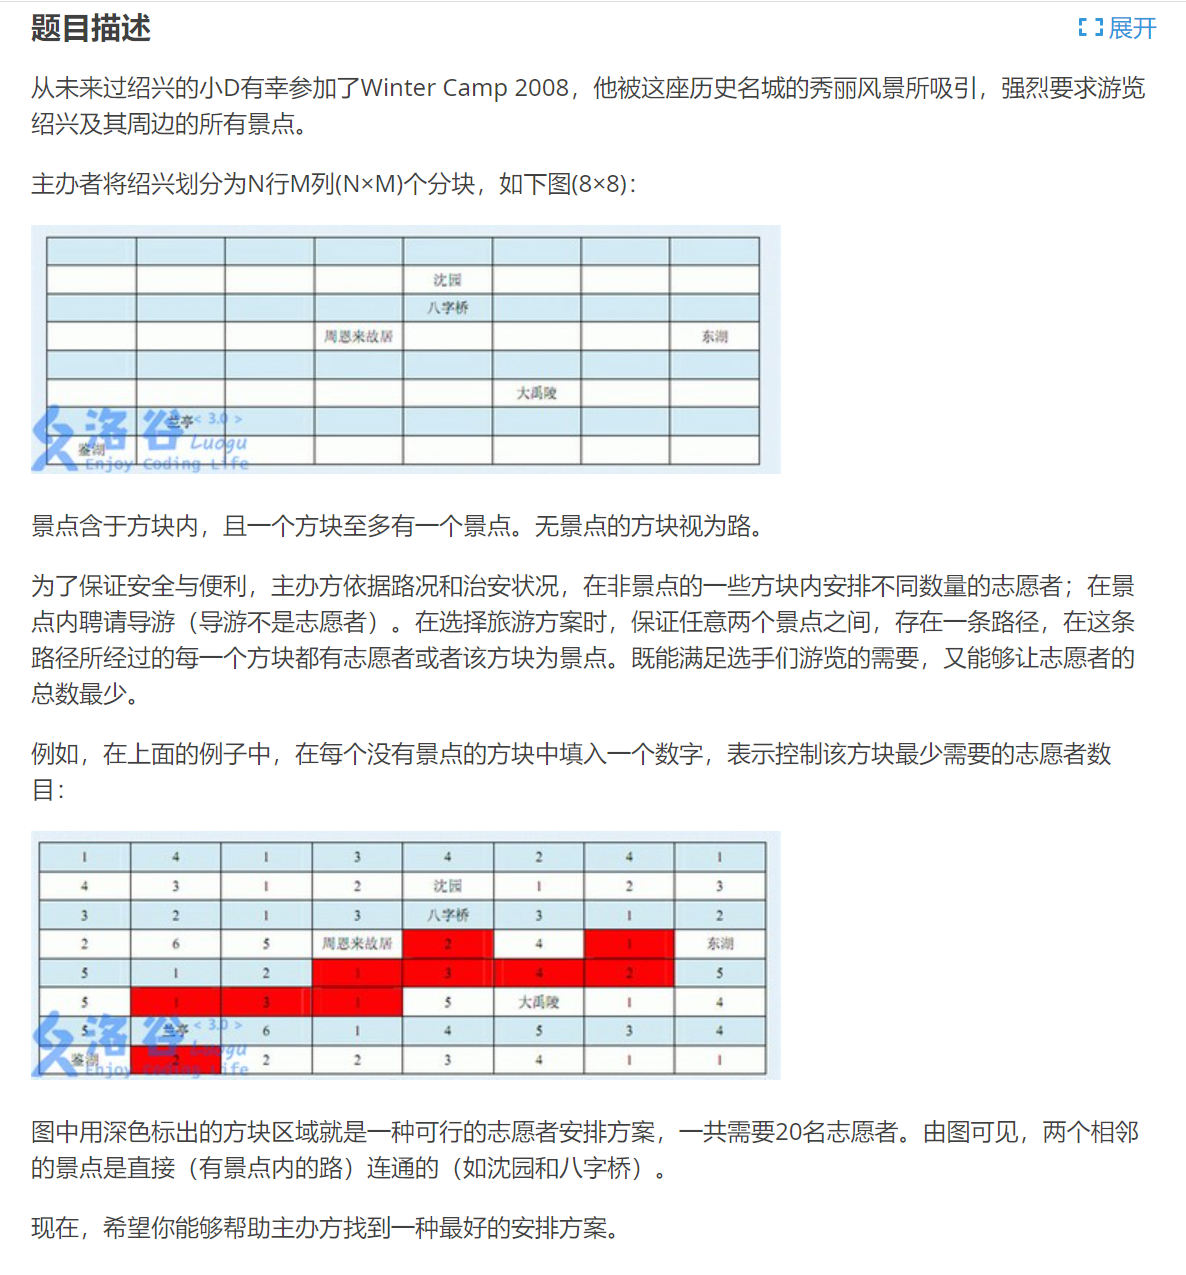 题目描述
展开
从未来过绍兴的小D有幸参加了Winter Camp 2008，他被这座历史名城的秀丽风景所吸引，强烈要求游览
绍兴及其周边的所有景点。
主办者将绍兴划分为N行M列(N×M)个分块，如下图(8×8)：
沈园
八字桥
周恩来故居 东湖
大禹陵
兰亭 < 3.0 >
洛谷 Luogu
鉴湖
Enjoy Coding Life
景点含于方块内，且一个方块至多有一个景点。无景点的方块视为路。
为了保证安全与便利，主办方依据路况和治安状况，在非景点的一些方块内安排不同数量的志愿者；在景
点内聘请导游（导游不是志愿者）。在选择旅游方案时，保证任意两个景点之间，存在一条路径，在这条
路径所经过的每一个方块都有志愿者或者该方块为景点。既能满足选手们游览的需要，又能够让志愿者的
总数最少。
例如，在上面的例子中，在每个没有景点的方块中填入一个数字，表示控制该方块最少需要的志愿者数
目：
1 4 1 3 4 2 4 1
4 3 1 2 沈园 1 2 3
3 2 1 3 八字桥 3 1 2
2 6 5 周恩来故居 2 4 1 东湖
5 1 2 1 3 4 2 5
5 1 3 1 5 大禹陵 1 4
5 兰亭 6 1 4 5 3 4
< 3.0 >
洛谷 Luogu
鉴湖 2 2 2 3 4 1 1
Enjoy Coding Life
图中用深色标出的方块区域就是一种可行的志愿者安排方案，一共需要20名志愿者。由图可见，两个相邻
的景点是直接（有景点内的路）连通的（如沈园和八字桥）。
现在，希望你能够帮助主办方找到一种最好的安排方案。